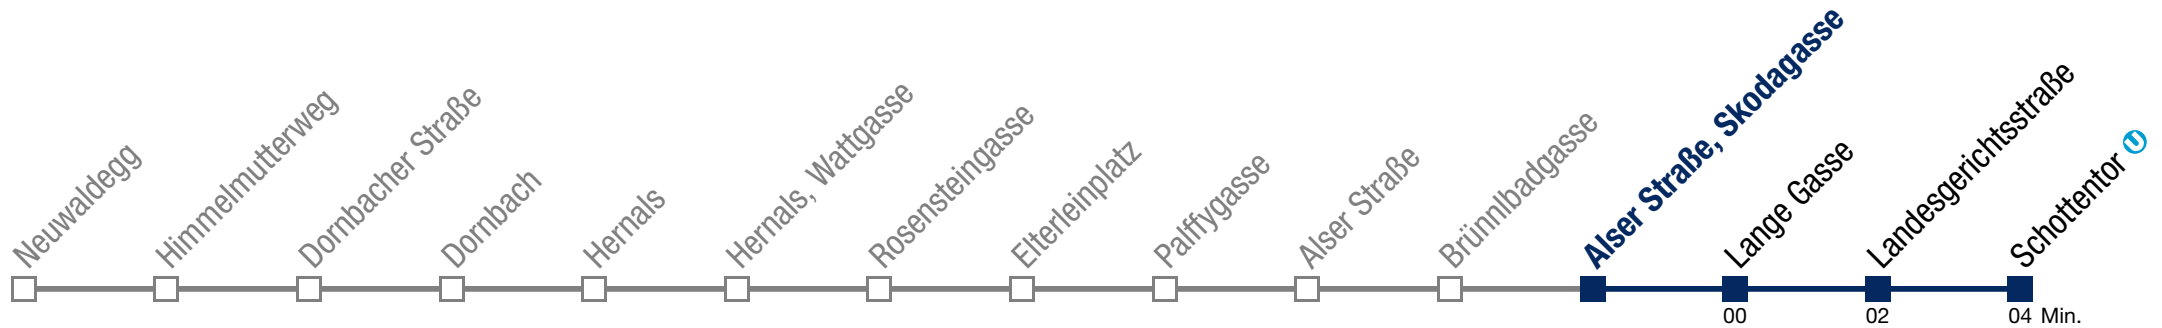 Neuwaldegg
Himmelmutterweg
Dornbacher Straße
Dornbach
Hernals
Hernals, Wattgasse
Rosensteingasse
Elterleinplatz
Palffygasse
Alser Straße
Brünnlbadgasse
Alser Straße, Skodagasse
Lange Gasse
Landesgerichtsstraße
Schottentor
00 02 04 Min.